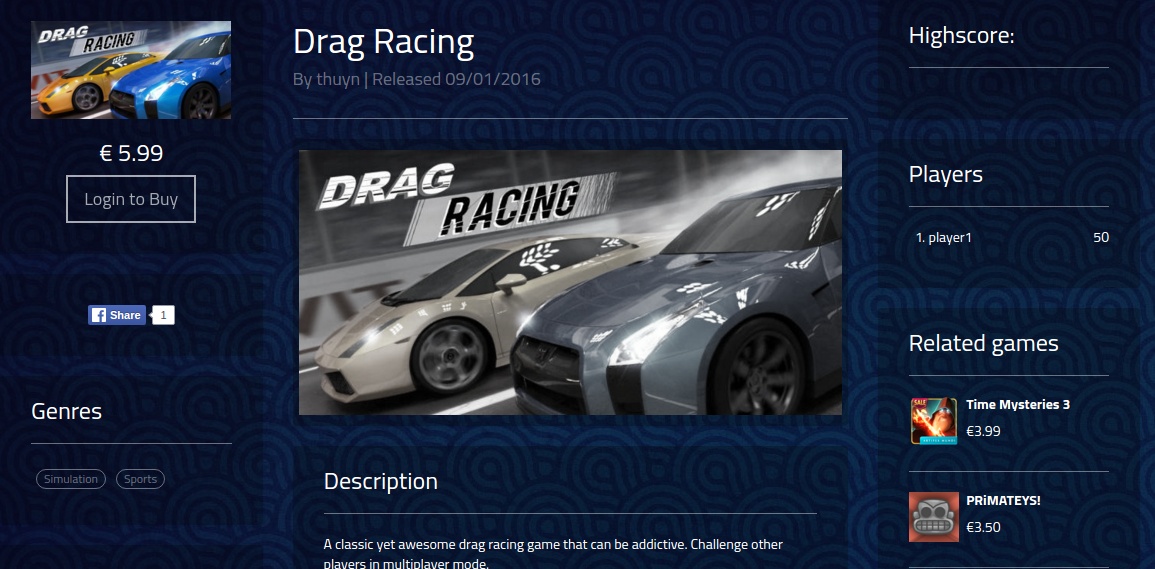 DRAG
RACING
€ 5.99
Login to Buy
Share
1
Genres
Simulation
Sports
Drag Racing
By thuyn | Released 09/01/2016
DRAG
RACING
Description
A classic yet awesome drag racing game that can be addictive. Challenge other
players in multiplayer mode.
Highscore:
Players
1. player1 50
Related games
SALE
Time Mysteries 3
€3.99
PRiMATEYS!
€3.50